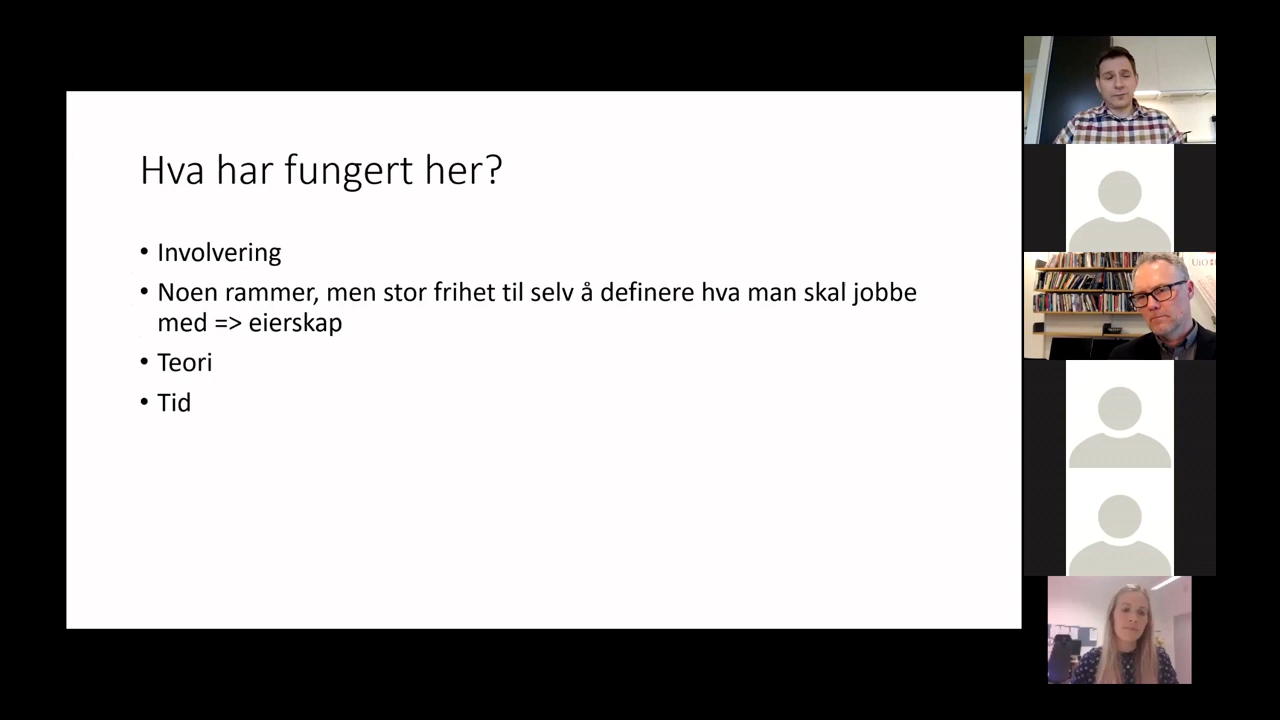 Hva har fungert her?
• Involvering
• Noen rammer, men stor frihet til selv å definere hva man skal jobbe
med => eierskap
• Teori
• Tid
UiO